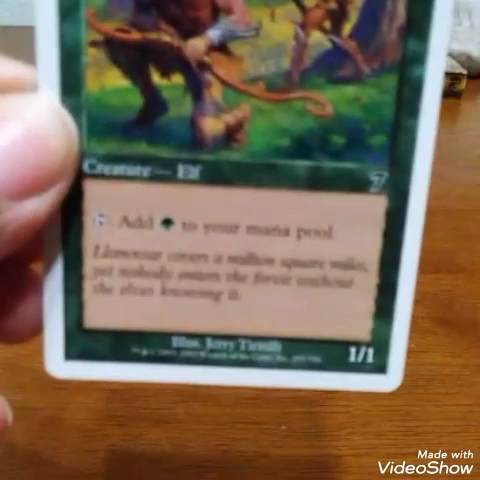 Creature — Elf
7
Add to your mana pool.
Llanowar covers a million square miles,
yet nobody enters the forest without
the elves knowing it.
Illus. Jerry Tiritilli
1/1
Made with
VideoShow